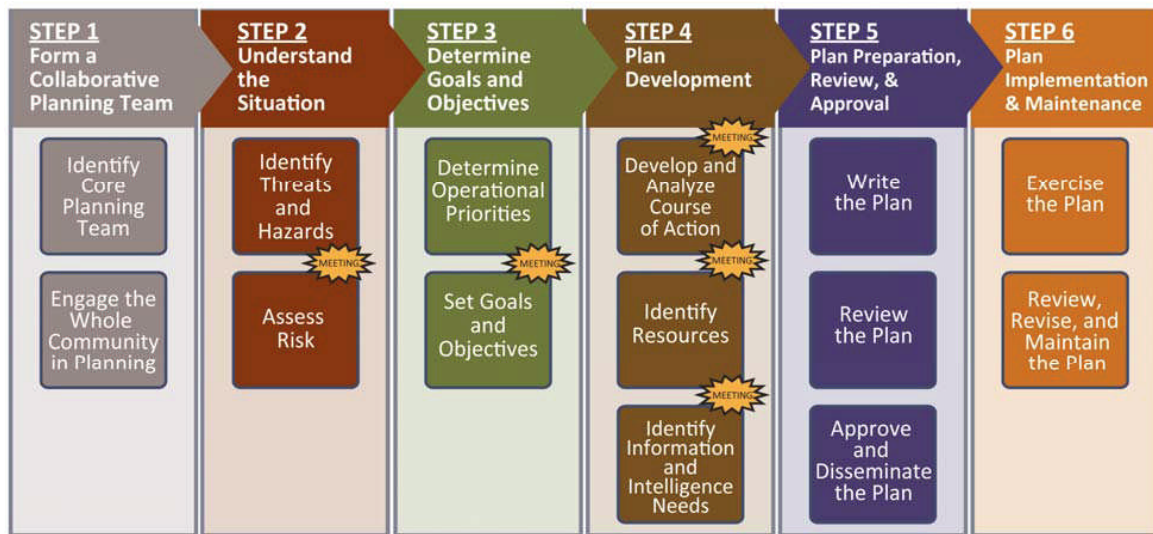 STEP 1
Form a
Collaborative
Planning Team
STEP 2
Understand
the
Situation
STEP 3
Determine
Goals and
Objectives
STEP 4
Plan
Development
STEP 5
Plan Preparation,
Review, &
Approval
STEP 6
Plan
Implementation
& Maintenance
Identify
Core
Planning
Team
Engage the
Whole
Community
in Planning
Identify
Threats
and
Hazards
MEETING
Assess
Risk
Determine
Operational
Priorities
MEETING
Set Goals
and
Objectives
MEETING
Develop and
Analyze
Course
of Action
MEETING
Identify
Resources
MEETING
Identify
Information
and
Intelligence
Needs
Write
the Plan
Review
the Plan
Approve
and
Disseminate
the Plan
Exercise
the Plan
Review,
Revise, and
Maintain
the Plan